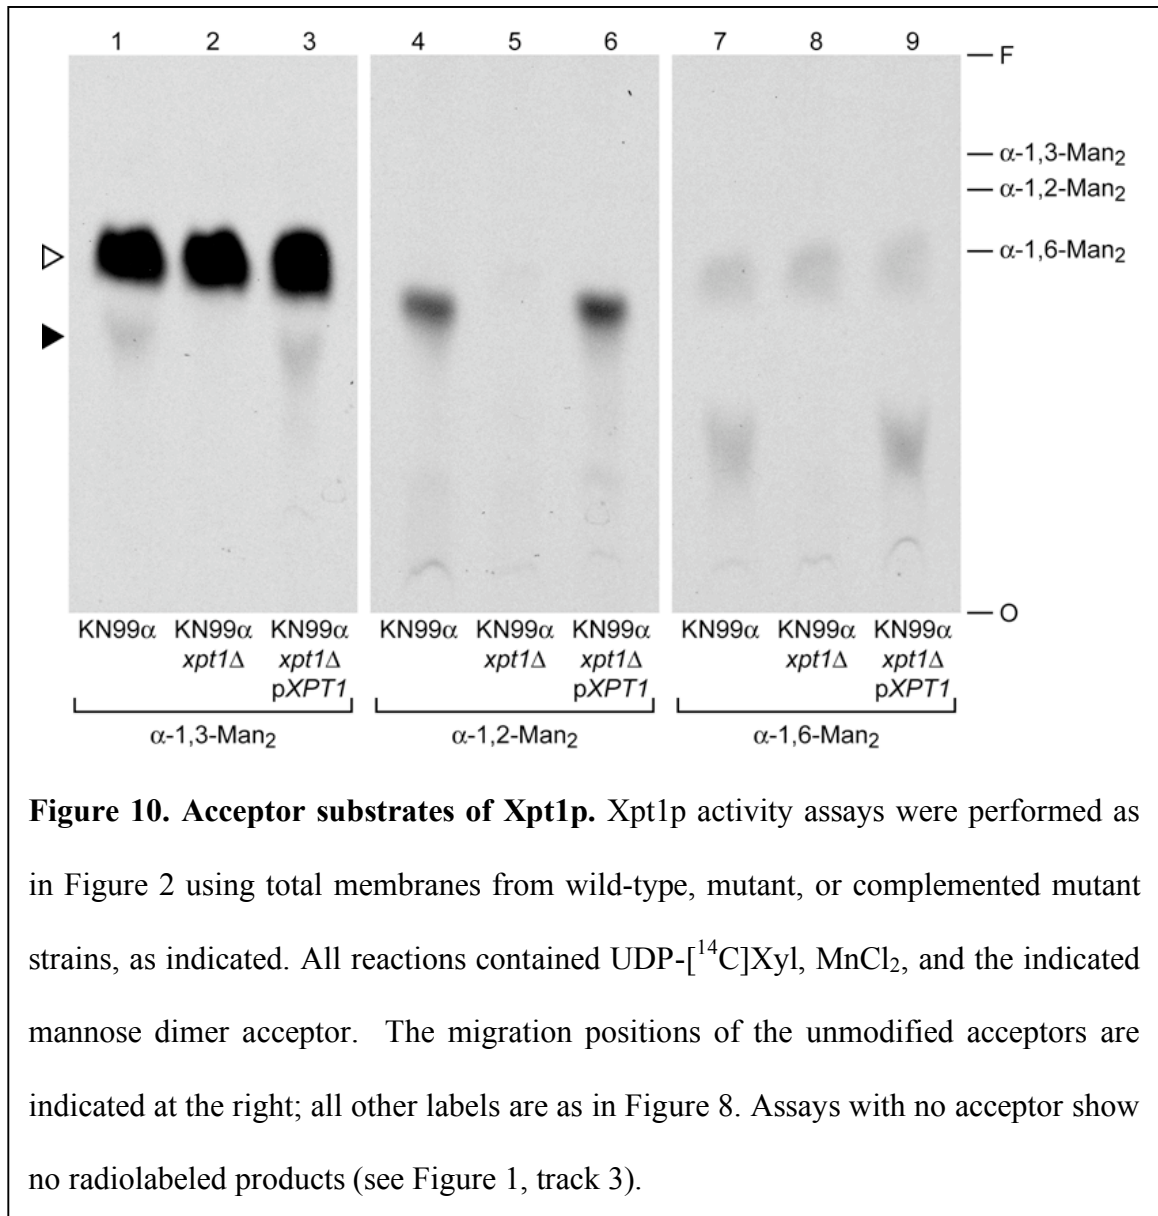 1 2 3 4 5 6 7 8 9
F
α-1,3-Man₂
α-1,2-Man₂
α-1,6-Man₂
O
KN99α KN99α KN99α KN99α KN99α KN99α KN99α KN99α KN99α
xpt1Δ xpt1Δ xpt1Δ xpt1Δ xpt1Δ xpt1Δ
pXPT1 pXPT1 pXPT1
α-1,3-Man₂ α-1,2-Man₂ α-1,6-Man₂
Figure 10. Acceptor substrates of Xpt1p. Xpt1p activity assays were performed as
in Figure 2 using total membranes from wild-type, mutant, or complemented mutant
strains, as indicated. All reactions contained UDP-[¹⁴C]Xyl, MnCl₂, and the indicated
mannose dimer acceptor. The migration positions of the unmodified acceptors are
indicated at the right; all other labels are as in Figure 8. Assays with no acceptor show
no radiolabeled products (see Figure 1, track 3).